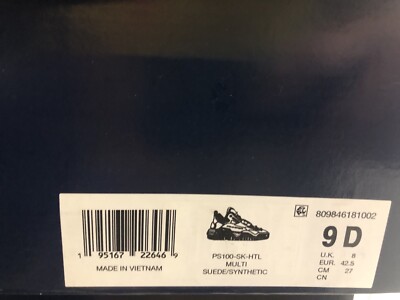 809846181002
9 D
U.K. 8
EUR. 42.5
CM 27
CN
PS100-SK-HTL
MULTI
SUEDE/SYNTHETIC
1 95167 22646 9
MADE IN VIETNAM